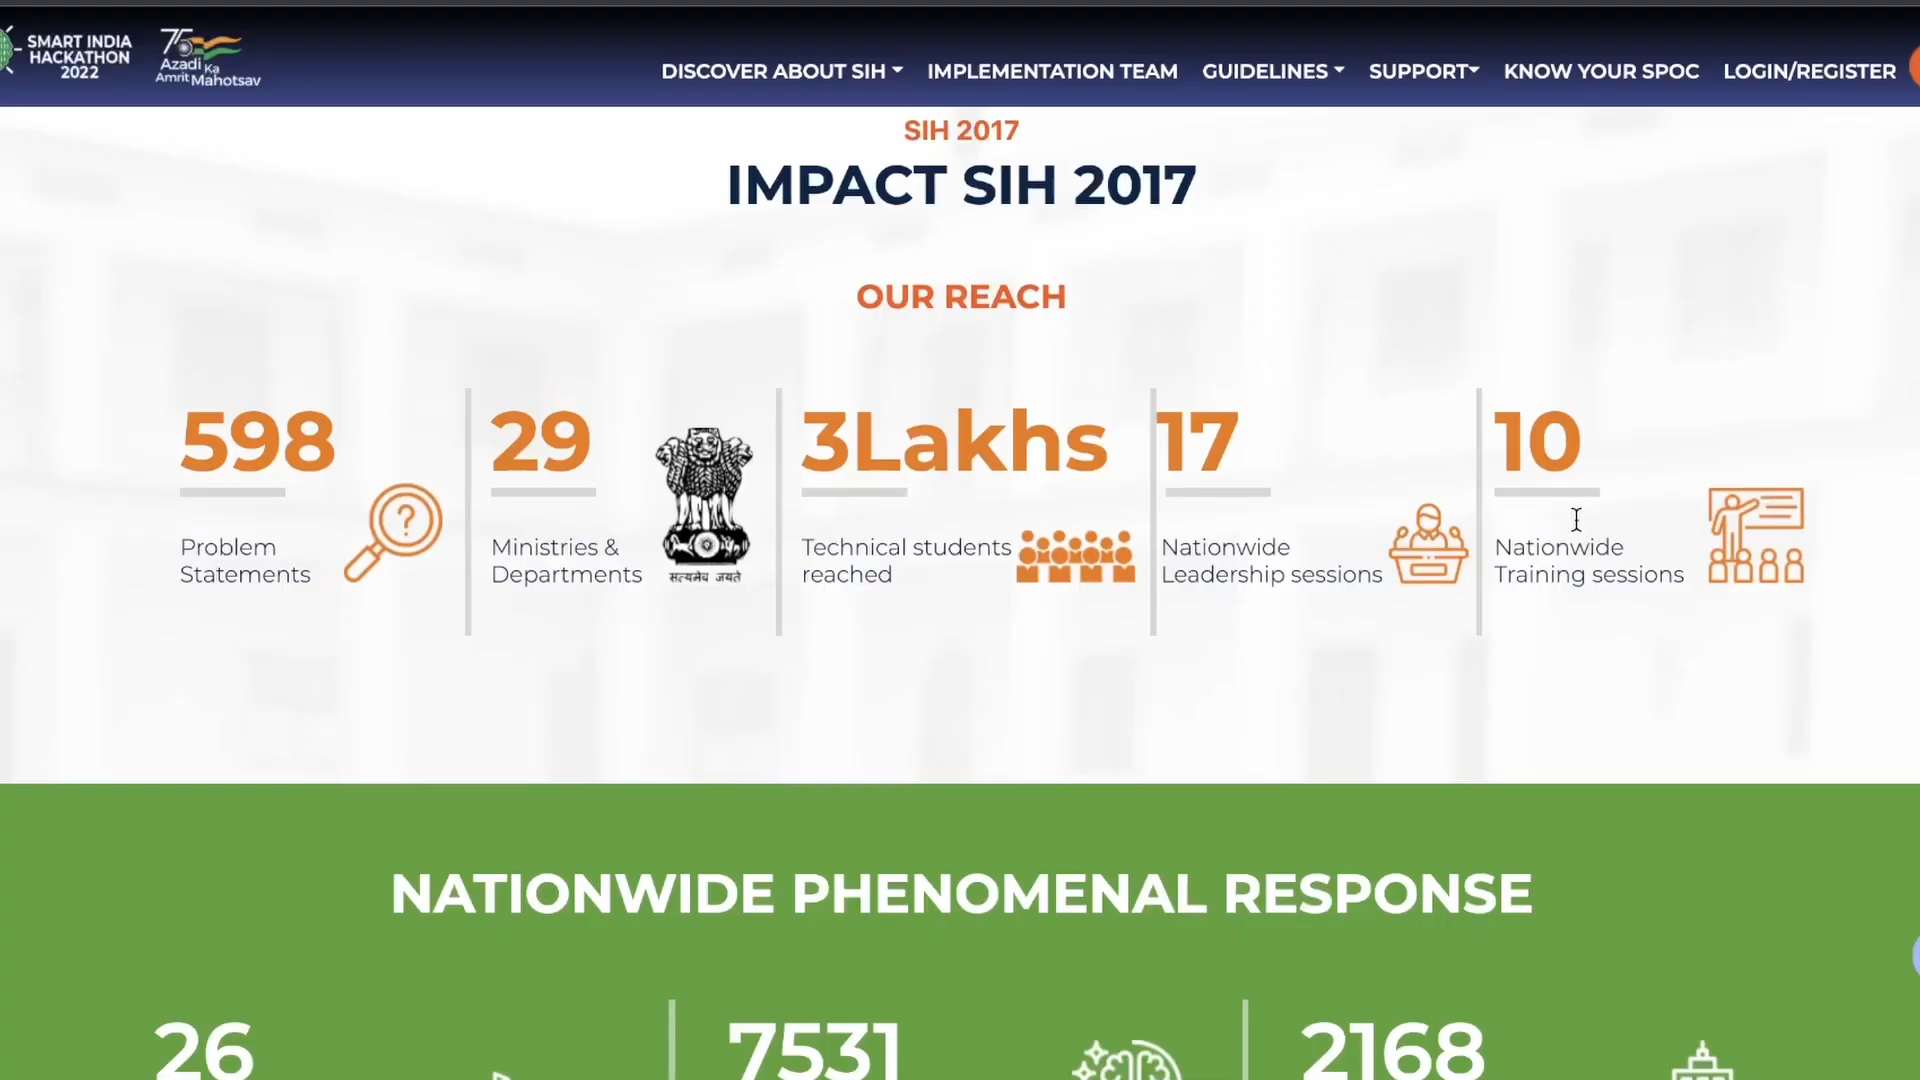 SMART INDIA
HACKATHON
2022
75
Azadi Ka
Amrit Mahotsav
DISCOVER ABOUT SIH
IMPLEMENTATION TEAM
GUIDELINES
SUPPORT
KNOW YOUR SPOC
LOGIN/REGISTER
SIH 2017
IMPACT SIH 2017
OUR REACH
598
Problem
Statements
?
29
Ministries &
Departments
सत्यमेव जयते
3Lakhs
Technical students
reached
17
Nationwide
Leadership sessions
10
Nationwide
Training sessions
NATIONWIDE PHENOMENAL RESPONSE
26
7531
2168